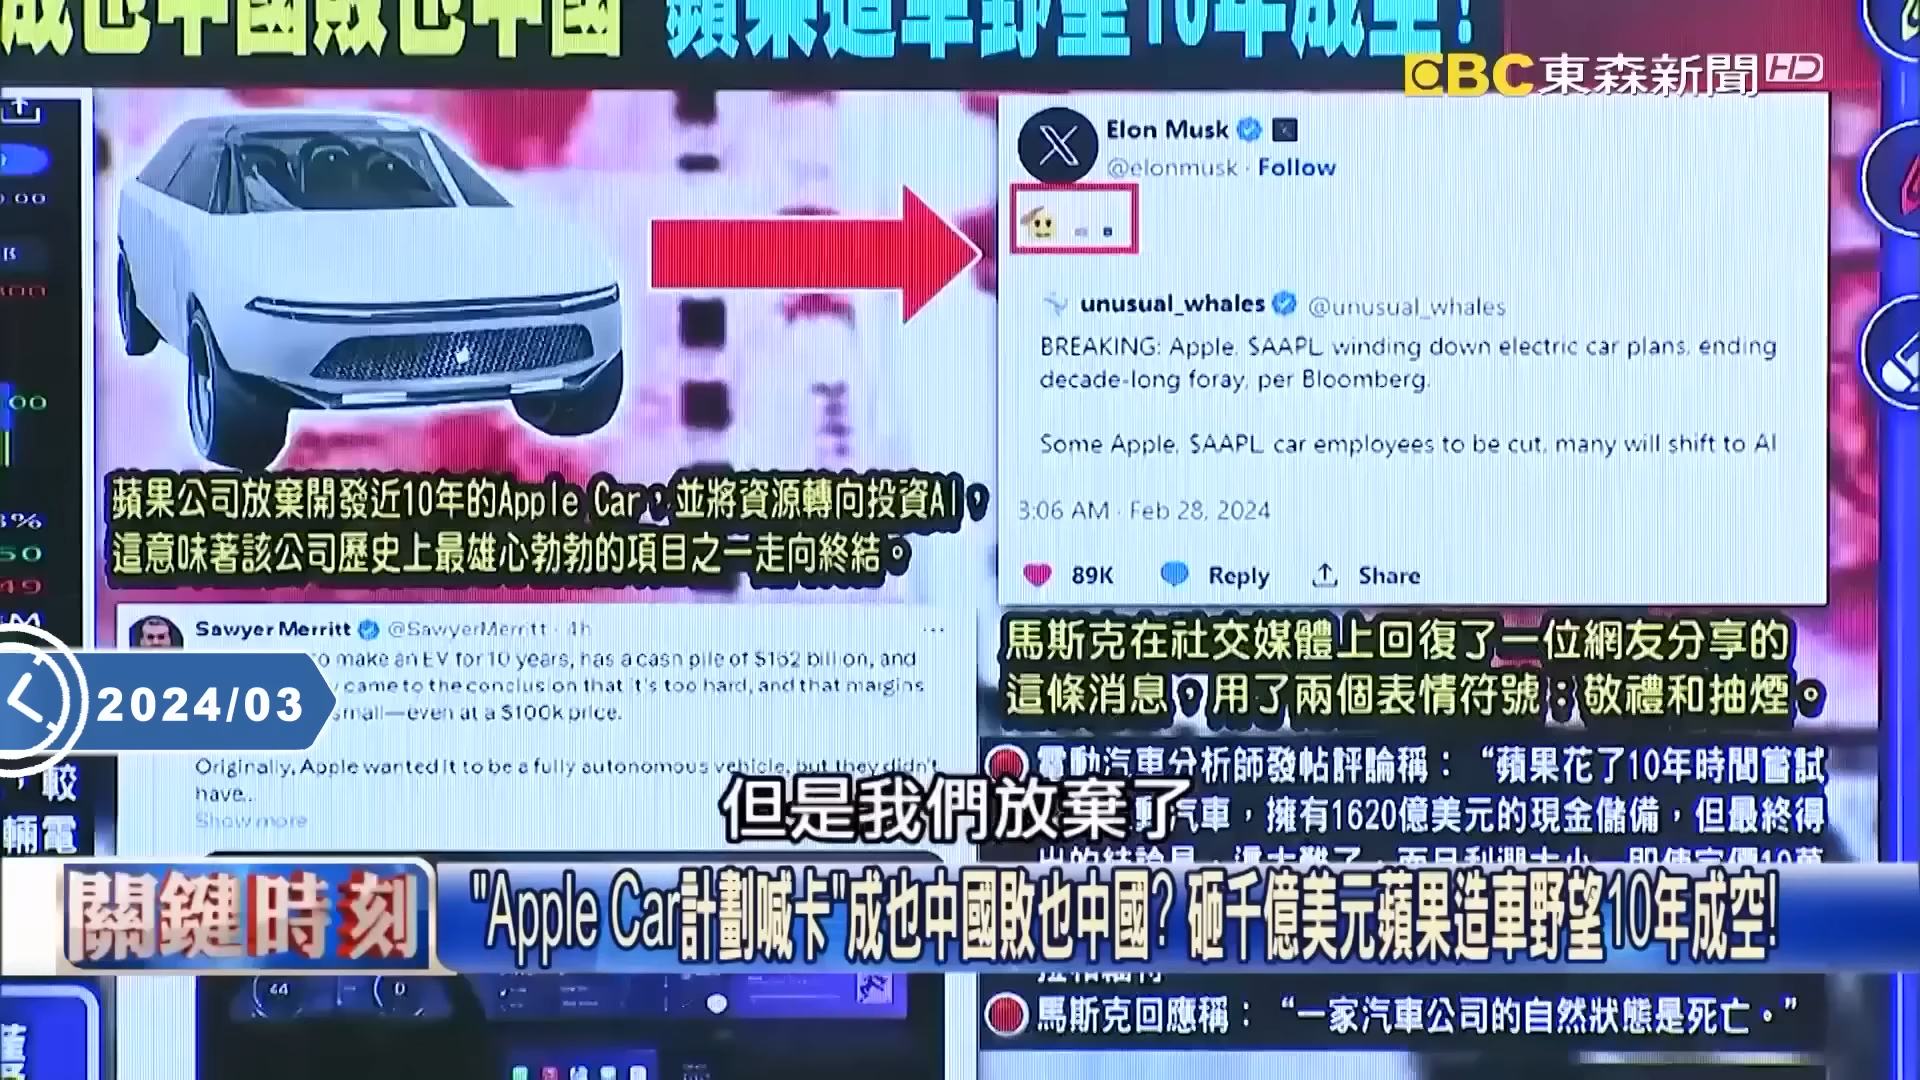 成也中國敗也中國 蘋果造車野望10年成空!
EBC東森新聞HD
Elon Musk
@elonmusk · Follow
unusual_whales @unusual_whales
BREAKING: Apple, $AAPL, winding down electric car plans, ending
decade-long foray, per Bloomberg.
Some Apple, $AAPL, car employees to be cut, many will shift to AI
3:06 AM · Feb 28, 2024
89K Reply Share
蘋果公司放棄開發近10年的Apple Car，並將資源轉向投資AI，
這意味著該公司歷史上最雄心勃勃的項目之一走向終結。
馬斯克在社交媒體上回復了一位網友分享的
這條消息，用了兩個表情符號：敬禮和抽煙。
Sawyer Merritt @SawyerMerritt · 4h
to make an EV for 10 years, has a cash pile of $162 billion, and
came to the conclusion that it's too hard, and that margins
small—even at a $100k price.
Originally, Apple wanted it to be a fully autonomous vehicle, but they didn't
have...
Show more
2024/03
，較
輛電
電動汽車分析師發帖評論稱：“蘋果花了10年時間嘗試
汽車，擁有1620億美元的現金儲備，但最終得
但是我們放棄了
關鍵時刻
"Apple Car計劃喊卡"成也中國敗也中國? 砸千億美元蘋果造車野望10年成空!
馬斯克回應稱：“一家汽車公司的自然狀態是死亡。”